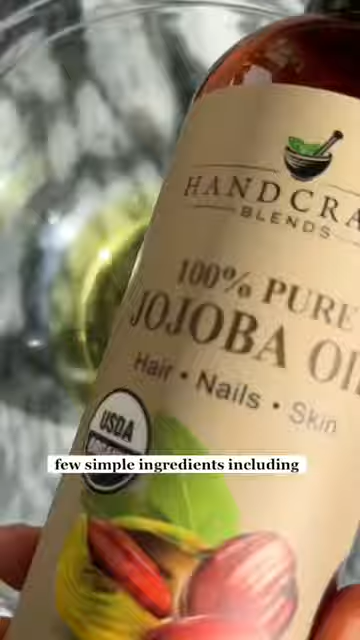 HANDCRA
BLENDS
100% PURE
JOJOBA OI
Hair • Nails • Skin
USDA
few simple ingredients including